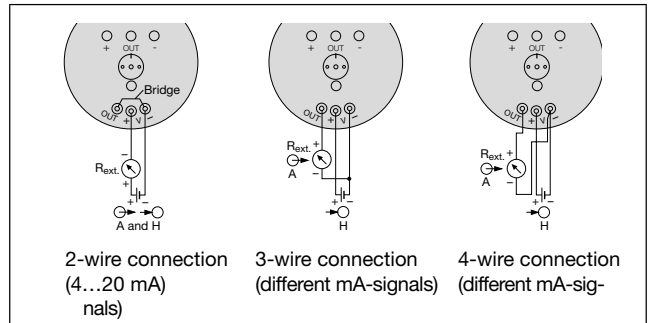 + OUT -
+ OUT -
+ OUT -
Bridge
OUT + V -
OUT + V -
OUT + V -
Rext.
-
+
+ -
A and H
Rext. +
A -
+ -
H
Rext. +
A -
+ -
H
2-wire connection
(4…20 mA)
nals)
3-wire connection
(different mA-signals)
4-wire connection
(different mA-sig-